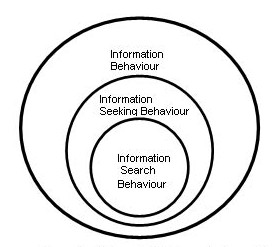 Information
Behaviour
Information
Seeking Behaviour
Information
Search
Behaviour